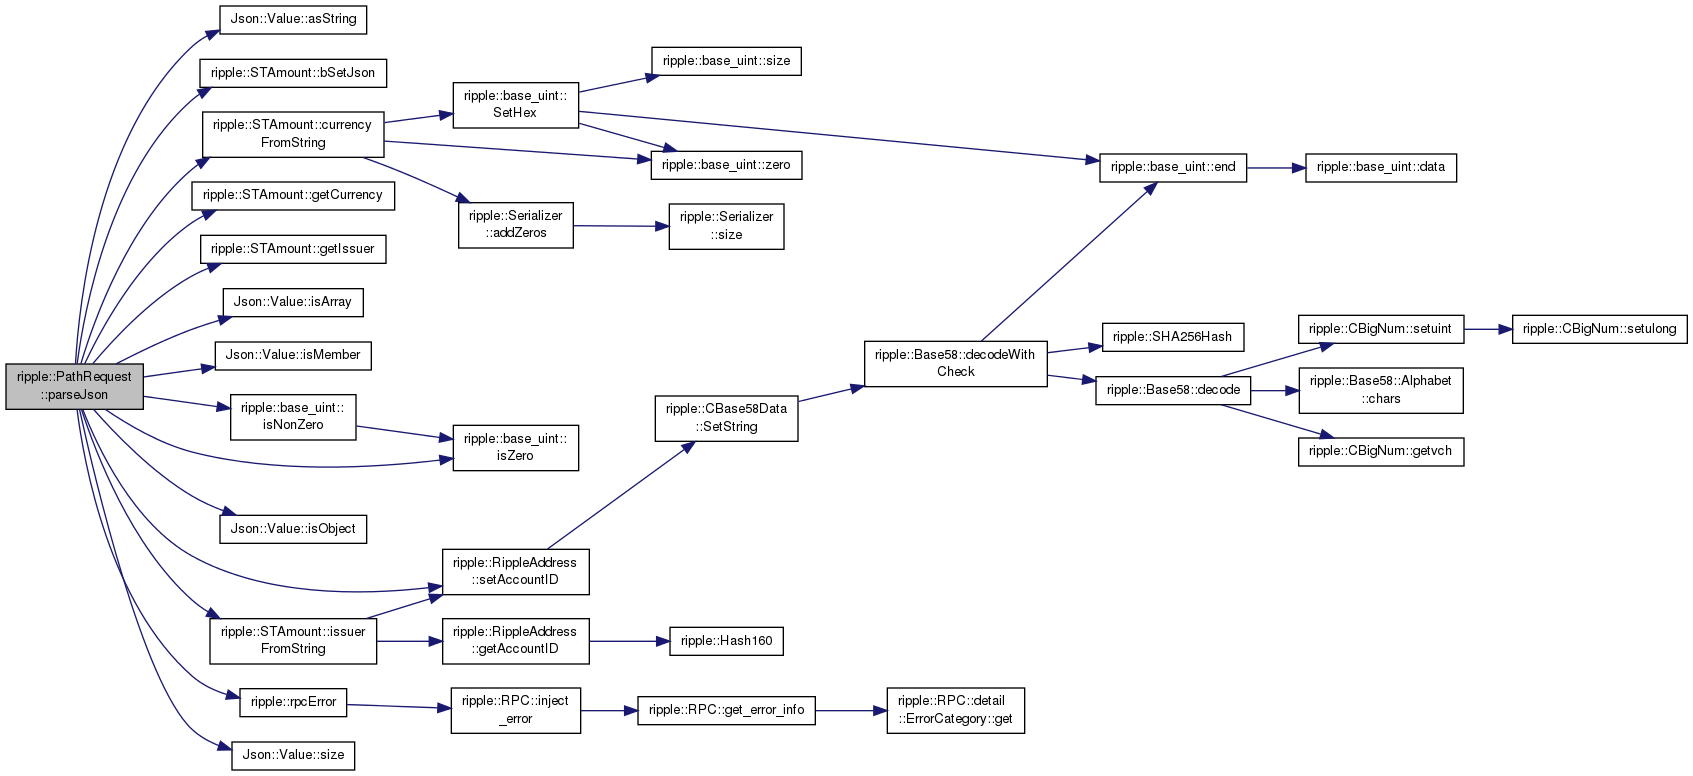 ripple::PathRequest
::parseJson
Json::Value::asString
ripple::STAmount::bSetJson
ripple::STAmount::currency
FromString
ripple::STAmount::getCurrency
ripple::STAmount::getIssuer
Json::Value::isArray
Json::Value::isMember
ripple::base_uint::
isNonZero
Json::Value::isObject
ripple::STAmount::issuer
FromString
ripple::rpcError
Json::Value::size
ripple::base_uint::
SetHex
ripple::Serializer
::addZeros
ripple::base_uint::
isZero
ripple::RippleAddress
::setAccountID
ripple::RippleAddress
::getAccountID
ripple::RPC::inject
_error
ripple::base_uint::size
ripple::base_uint::zero
ripple::Serializer
::size
ripple::CBase58Data
::SetString
ripple::Hash160
ripple::RPC::get_error_info
ripple::Base58::decodeWith
Check
ripple::RPC::detail
::ErrorCategory::get
ripple::base_uint::end
ripple::SHA256Hash
ripple::Base58::decode
ripple::base_uint::data
ripple::CBigNum::setuint
ripple::Base58::Alphabet
::chars
ripple::CBigNum::getvch
ripple::CBigNum::setulong